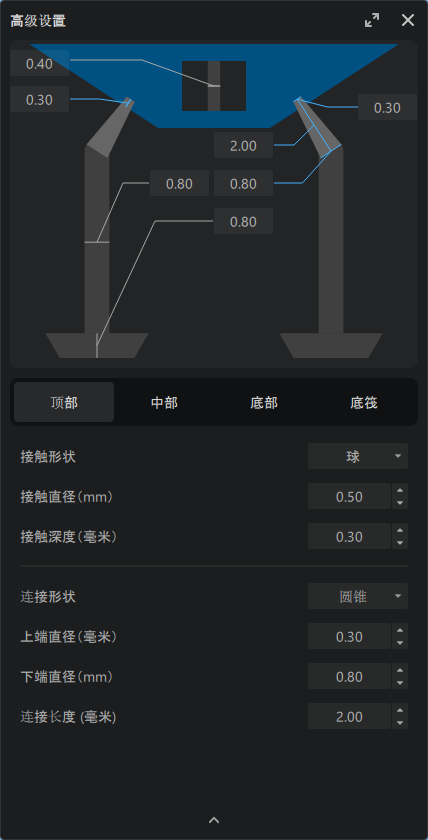 高级设置
0.40
0.30
0.30
2.00
0.80 0.80
0.80
顶部 中部 底部 底筏
接触形状 球
接触直径(mm) 0.50
接触深度(毫米) 0.30
连接形状 圆锥
上端直径(毫米) 0.30
下端直径(mm) 0.80
连接长度 (毫米) 2.00